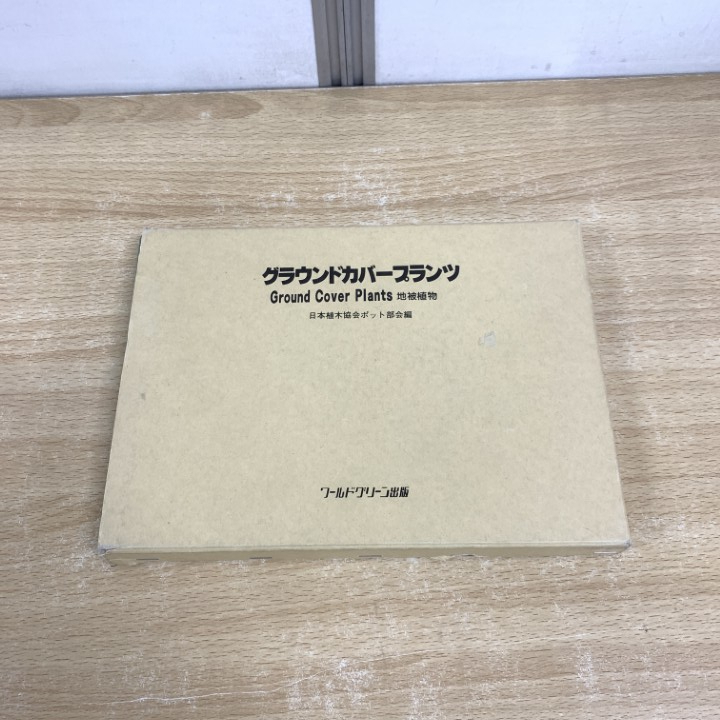 グラウンドカバープランツ
Ground Cover Plants 地被植物
日本植木協会ポット部会編
ワールドグリーン出版